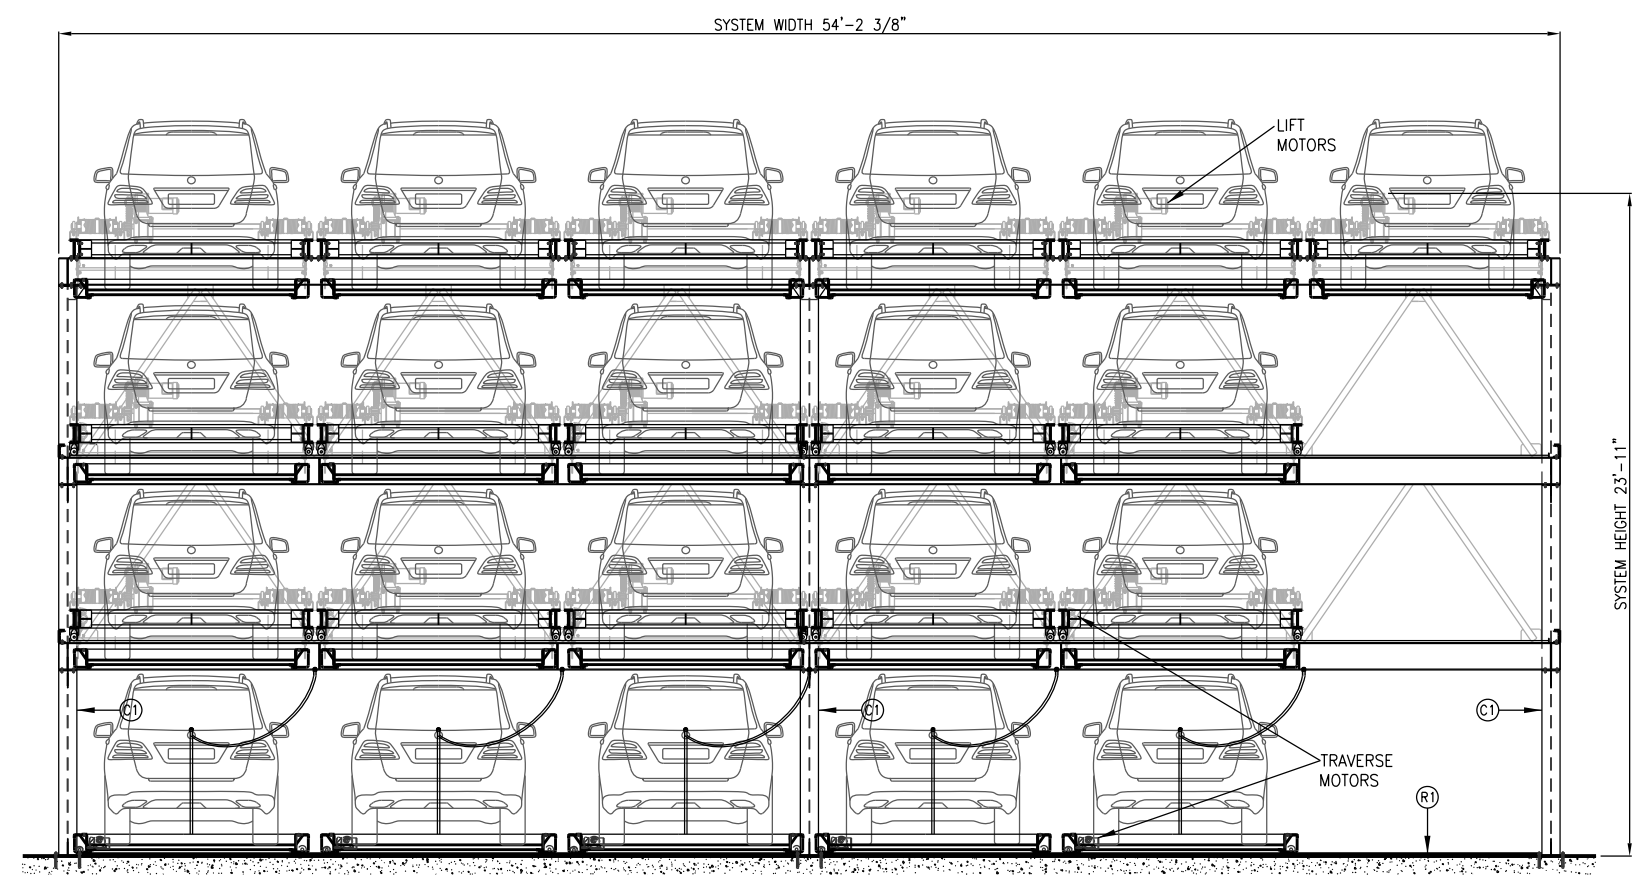 SYSTEM WIDTH 54'-2 3/8"
LIFT
MOTORS
SYSTEM HEIGHT 23'-11"
C1
C1
C1
TRAVERSE
MOTORS
R1